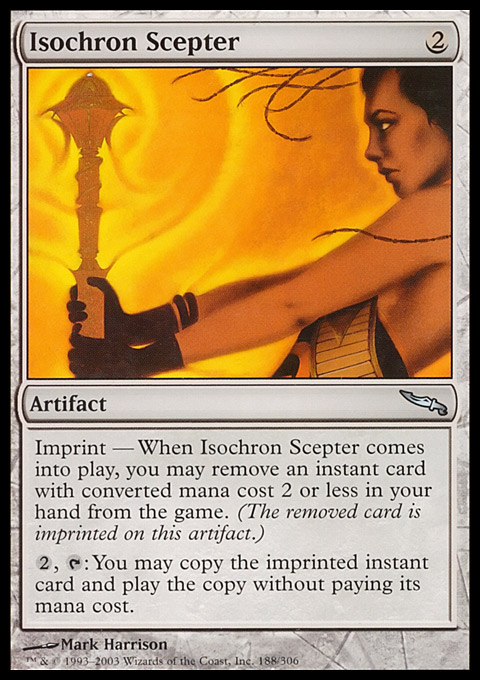 Isochron Scepter 2
Artifact
Imprint — When Isochron Scepter comes
into play, you may remove an instant card
with converted mana cost 2 or less in your
hand from the game. (The removed card is
imprinted on this artifact.)
2, : You may copy the imprinted instant
card and play the copy without paying its
mana cost.
Mark Harrison
™ & © 1993–2003 Wizards of the Coast, Inc. 188/306